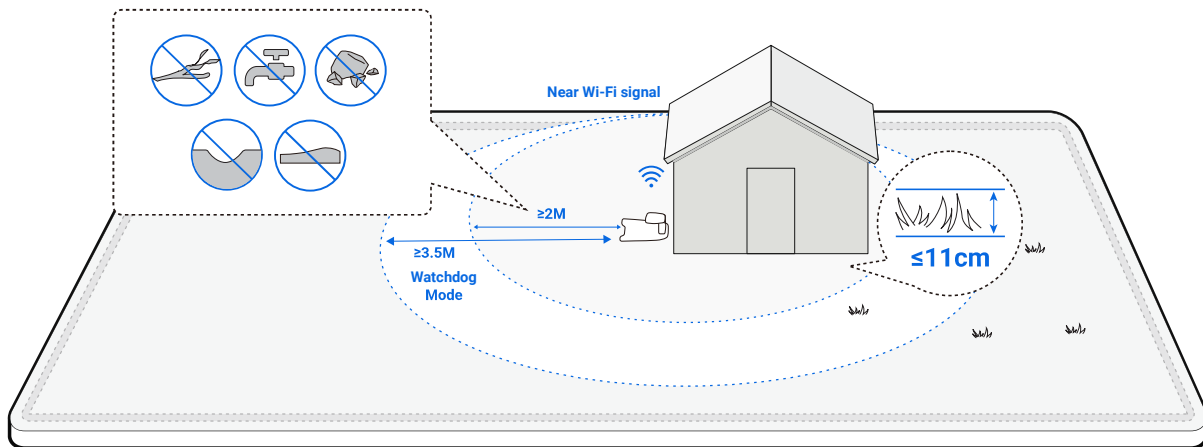 Near Wi-Fi signal
≥2M
≥3.5M
Watchdog
Mode
≤11cm